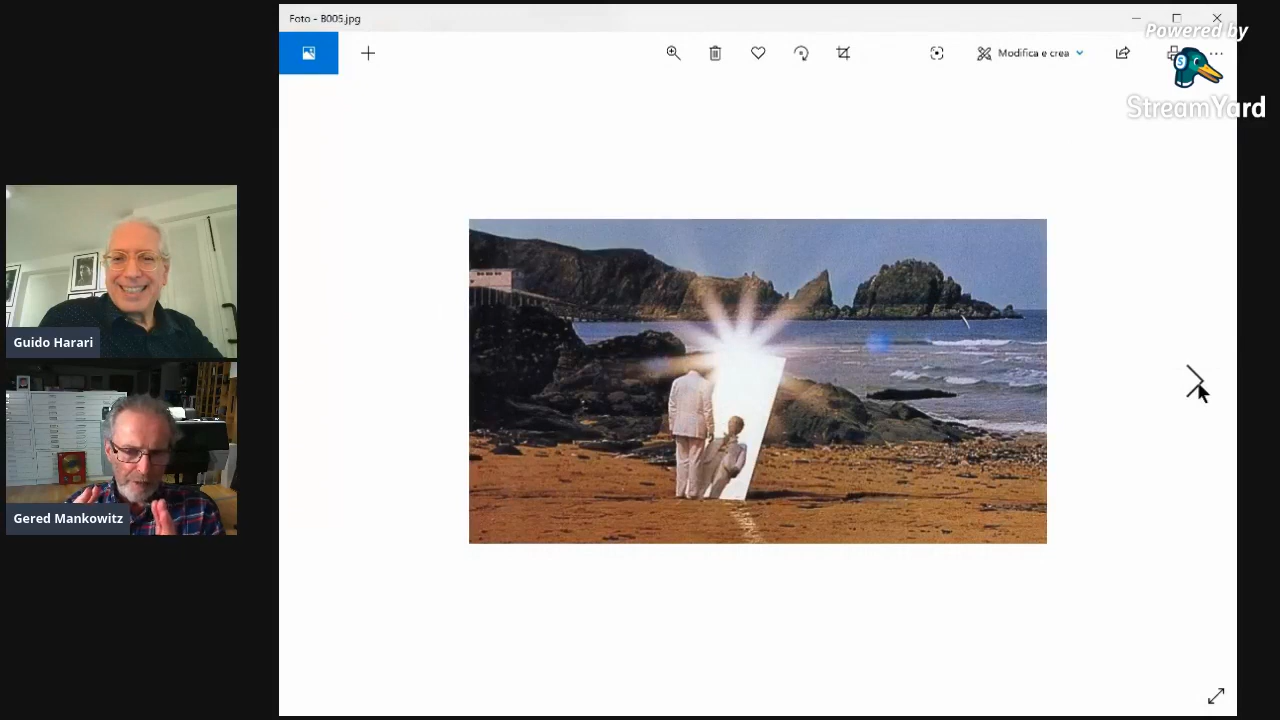 Foto - B005.jpg
Modifica e crea
Powered by
S
StreamYard
Guido Harari
Gered Mankowitz